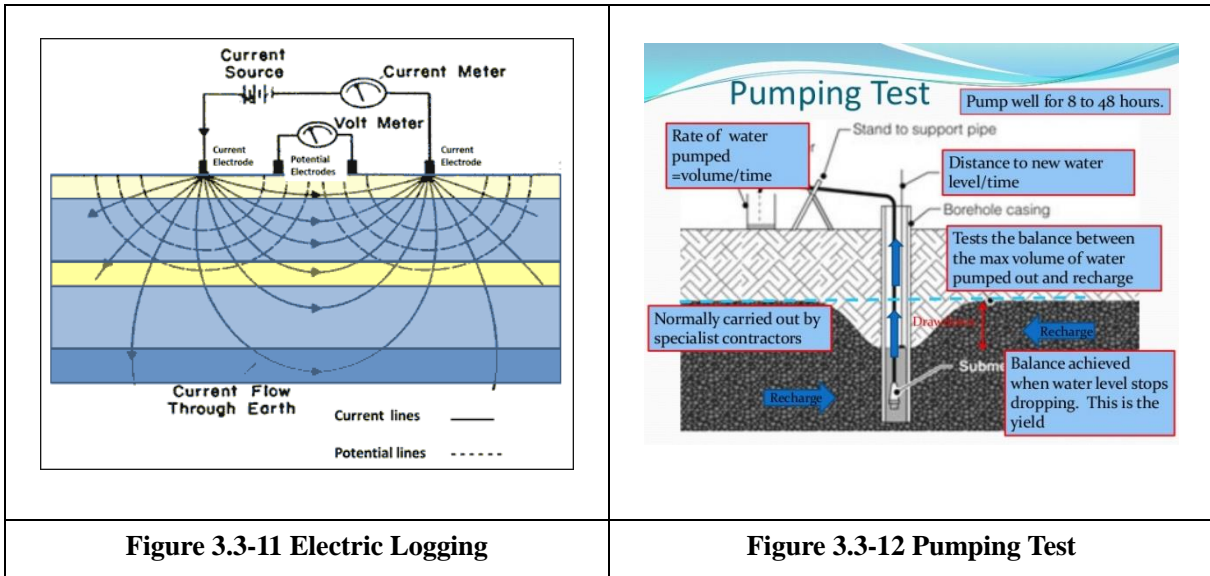 Current
Source
Current Meter
Volt Meter
Current
Electrode
Potential
Electrodes
Current
Electrode
Current Flow
Through Earth
Current lines
Potential lines
Figure 3.3-11 Electric Logging
Pumping Test
Pump well for 8 to 48 hours.
Rate of water
pumped
=volume/time
Stand to support pipe
Distance to new water
level/time
Borehole casing
Tests the balance between
the max volume of water
pumped out and recharge
Normally carried out by
specialist contractors
Recharge
Recharge
Balance achieved
when water level stops
dropping. This is the
yield
Figure 3.3-12 Pumping Test